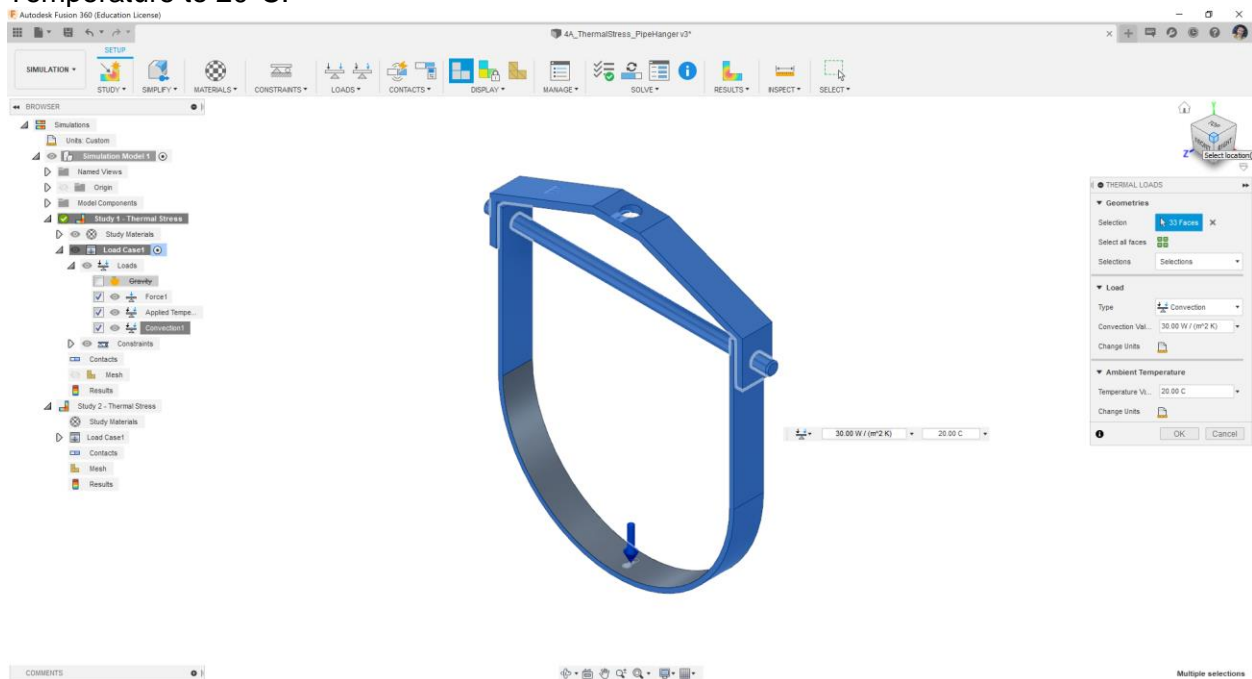 Temperature to 20°C.
Autodesk Fusion 360 (Education License)
4A_ThermalStress_PipeHanger v3*
SETUP
SIMULATION
STUDY
SIMPLIFY
MATERIALS
CONSTRAINTS
LOADS
CONTACTS
DISPLAY
MANAGE
SOLVE
RESULTS
INSPECT
SELECT
BROWSER
Simulations
Units: Custom
Simulation Model 1
Named Views
Origin
Model Components
Study 1 - Thermal Stress
Study Materials
Load Case1
Loads
Gravity
Force1
Applied Tempe...
Convection1
Constraints
Contacts
Mesh
Results
Study 2 - Thermal Stress
Study Materials
Load Case1
Contacts
Mesh
Results
TOP
FRONT
RIGHT
Y
Z
Select location(
THERMAL LOADS
Geometries
Selection 33 Faces
Select all faces
Selections Selections
Load
Type Convection
Convection Val... 30.00 W / (m^2 K)
Change Units
Ambient Temperature
Temperature V... 20.00 C
Change Units
OK Cancel
30.00 W / (m^2 K) 20.00 C
COMMENTS
Multiple selections